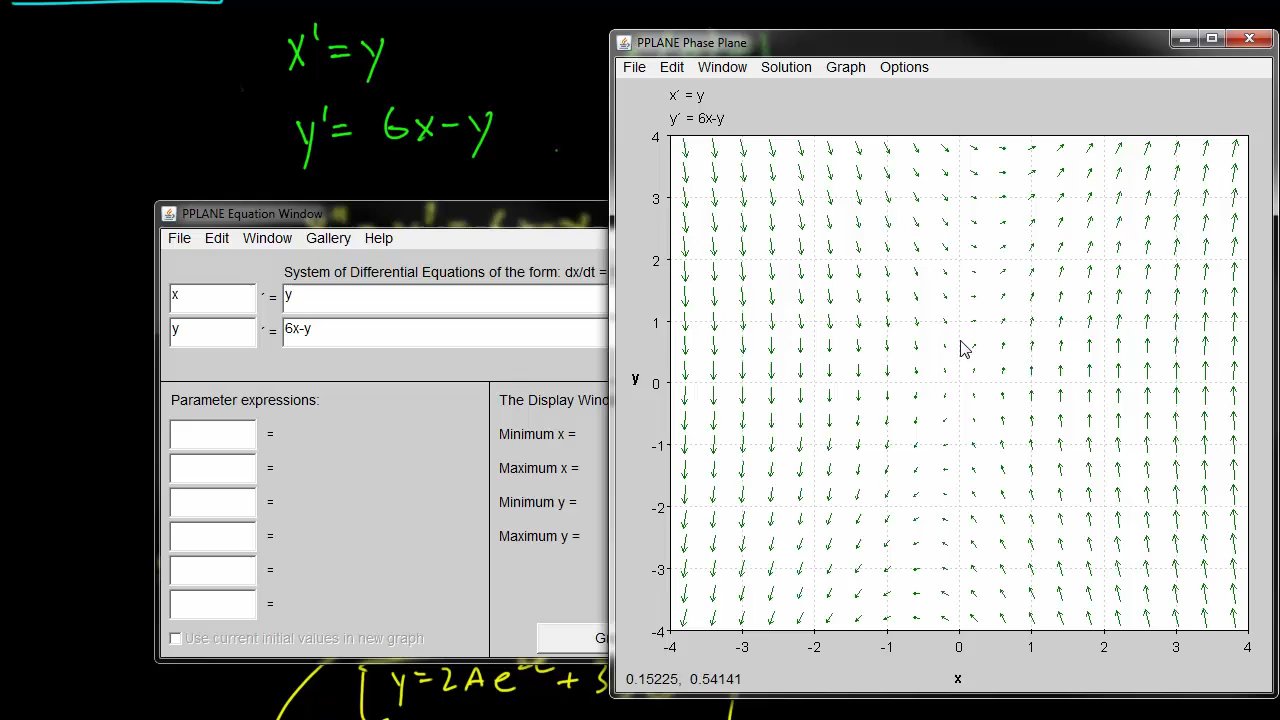 x' = y
y' = 6x-y
PPLANE Equation Window
File Edit Window Gallery Help
System of Differential Equations of the form: dx/dt =
x ´ = y
y ´ = 6x-y
Parameter expressions:
=
=
=
=
=
=
The Display Wind
Minimum x =
Maximum x =
Minimum y =
Maximum y =
Use current initial values in new graph
G
y=2Ae
+ 3
PPLANE Phase Plane
File Edit Window Solution Graph Options
x´ = y
y´ = 6x-y
4
3
2
1
y
0
-1
-2
-3
-4
-4 -3 -2 -1 0 1 2 3 4
x
0.15225, 0.54141